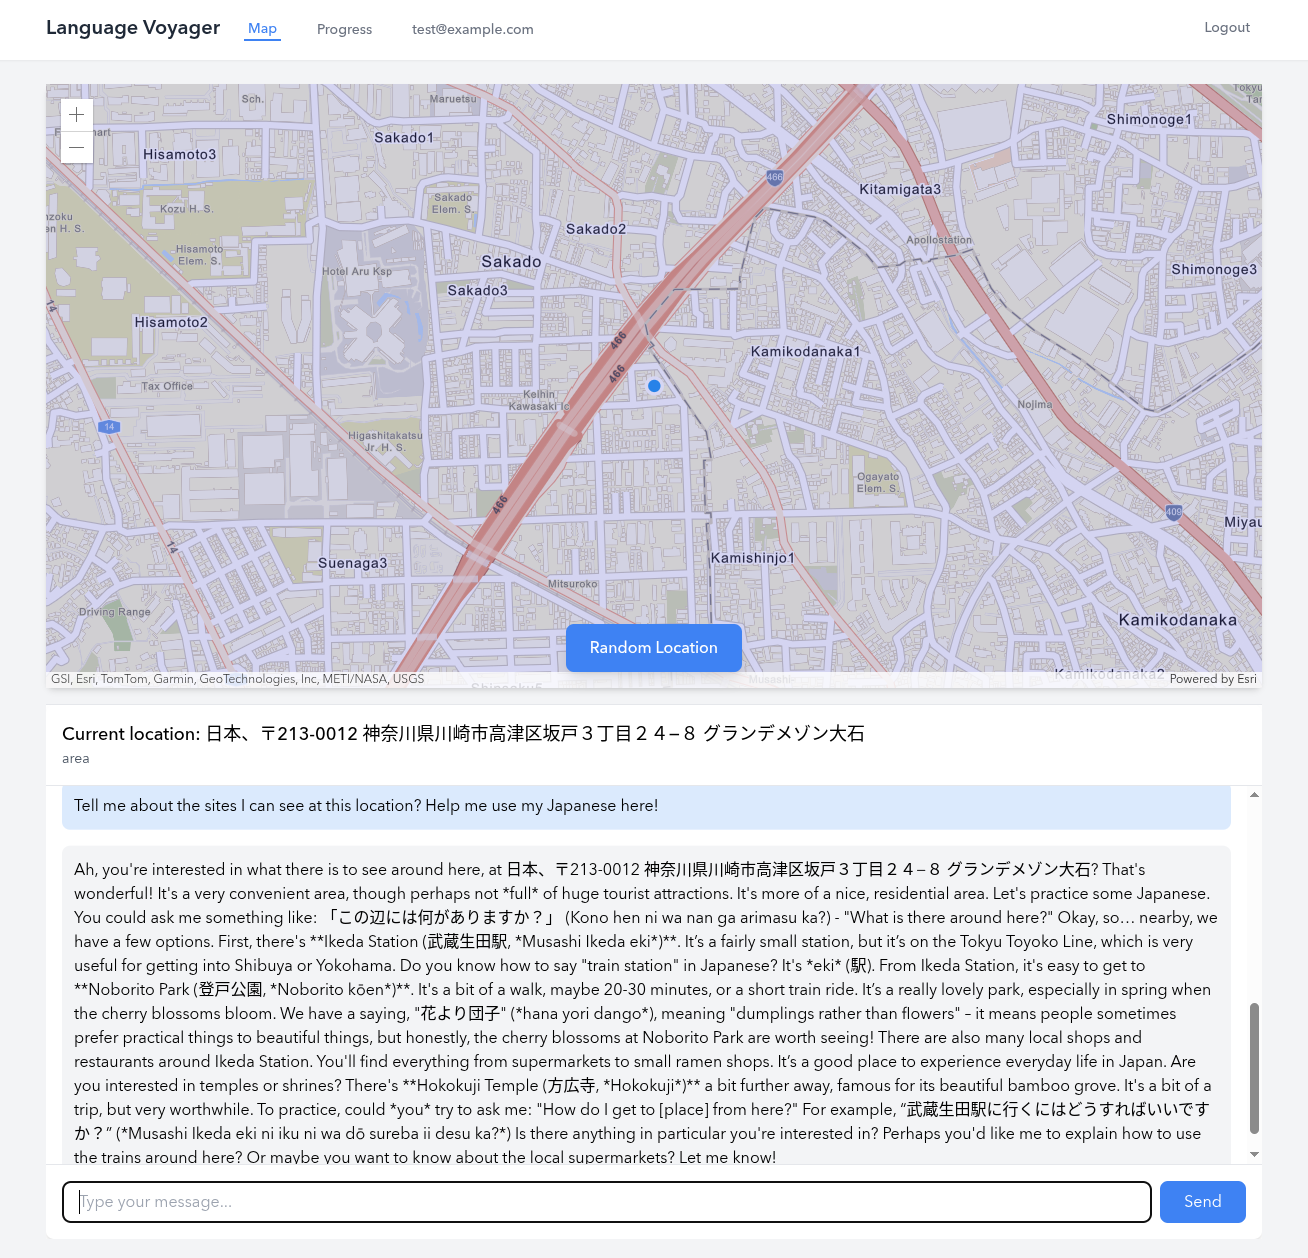 Language Voyager
Map
Progress
test@example.com
Logout
Sch.
Maruetsu
Sakado1
Hisamoto3
Shimonoge1
466
Kitamigata3
Kozu H. S.
Sakado
Elem. S.
Sakado2
Apollostation
Hisamoto
Elem. S.
Hotel Aru Ksp
Sakado
Sakado3
Shimonoge3
14
Hisamoto2
466
466
Kamikodanaka1
Tax Office
Keihin
Kawasaki Ic
Nojima
14
Higashitakatsu
Jr. H. S.
Ogayato
Elem. S.
466
409
14
Suenaga3
Kamishinjo1
Mitsuroko
Driving Range
Kamikodanaka
Random Location
Kamikodanaka2
GSI, Esri, TomTom, Garmin, GeoTechnologies, Inc, METI/NASA, USGS
Powered by Esri
Current location: 日本、〒213-0012 神奈川県川崎市高津区坂戸３丁目２４−８ グランデメゾン大石
area
Tell me about the sites I can see at this location? Help me use my Japanese here!
Ah, you're interested in what there is to see around here, at 日本、〒213-0012 神奈川県川崎市高津区坂戸３丁目２４−８ グランデメゾン大石? That's
wonderful! It's a very convenient area, though perhaps not *full* of huge tourist attractions. It's more of a nice, residential area. Let's practice some Japanese.
You could ask me something like: 「この辺には何がありますか？」 (Kono hen ni wa nan ga arimasu ka?) - "What is there around here?" Okay, so… nearby, we
have a few options. First, there's **Ikeda Station (武蔵生田駅, *Musashi Ikeda eki*)**. It’s a fairly small station, but it’s on the Tokyu Toyoko Line, which is very
useful for getting into Shibuya or Yokohama. Do you know how to say "train station" in Japanese? It's *eki* (駅). From Ikeda Station, it's easy to get to
**Noborito Park (登戸公園, *Noborito kōen*)**. It's a bit of a walk, maybe 20-30 minutes, or a short train ride. It’s a really lovely park, especially in spring when
the cherry blossoms bloom. We have a saying, "花より団子" (*hana yori dango*), meaning "dumplings rather than flowers" – it means people sometimes
prefer practical things to beautiful things, but honestly, the cherry blossoms at Noborito Park are worth seeing! There are also many local shops and
restaurants around Ikeda Station. You'll find everything from supermarkets to small ramen shops. It’s a good place to experience everyday life in Japan. Are
you interested in temples or shrines? There's **Hokokuji Temple (方広寺, *Hokokuji*)** a bit further away, famous for its beautiful bamboo grove. It's a bit of a
trip, but very worthwhile. To practice, could *you* try to ask me: "How do I get to [place] from here?" For example, “武蔵生田駅に行くにはどうすればいいです
か？” (*Musashi Ikeda eki ni iku ni wa dō sureba ii desu ka?*) Is there anything in particular you're interested in? Perhaps you'd like me to explain how to use
the trains around here? Or maybe you want to know about the local supermarkets? Let me know!
Type your message...
Send